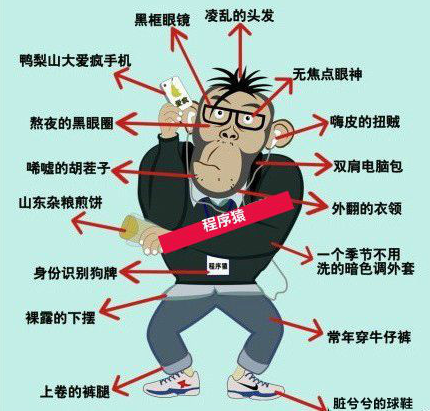 黑框眼镜
凌乱的头发
鸭梨山大爱疯手机
无焦点眼神
熬夜的黑眼圈
嗨皮的扭贼
唏嘘的胡茬子
双肩电脑包
山东杂粮煎饼
外翻的衣领
程序猿
一个季节不用
洗的暗色调外套
身份识别狗牌
程序猿
裸露的下摆
常年穿牛仔裤
上卷的裤腿
脏兮兮的球鞋